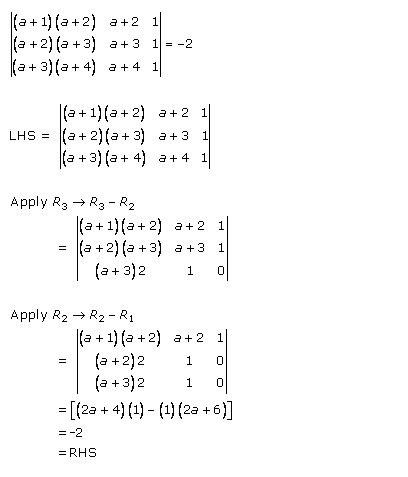 |(a+1)(a+2) a+2 1|
|(a+2)(a+3) a+3 1| = -2
|(a+3)(a+4) a+4 1|
|(a+1)(a+2) a+2 1|
LHS = |(a+2)(a+3) a+3 1|
|(a+3)(a+4) a+4 1|
Apply R₃ → R₃ – R₂
|(a+1)(a+2) a+2 1|
= |(a+2)(a+3) a+3 1|
|(a+3)2 1 0|
Apply R₂ → R₂ – R₁
|(a+1)(a+2) a+2 1|
= |(a+2)2 1 0|
|(a+3)2 1 0|
= [(2a+4)(1) – (1)(2a+6)]
= -2
= RHS